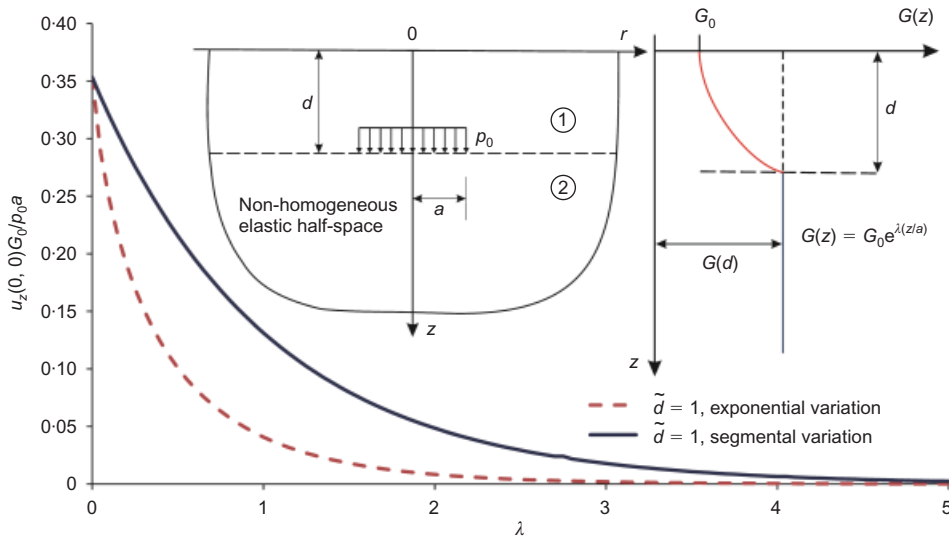 0·40
0·35
0·30
0·25
0·20
0·15
0·10
0·05
0
u_z(0, 0)G_0/p_0a
0 1 2 3 4 5
λ
0
r
d
①
p_0
②
a
Non-homogeneous
elastic half-space
z
G_0
G(z)
d
G(z) = G_0e^{λ(z/a)}
G(d)
z
d̃ = 1, exponential variation
d̃ = 1, segmental variation